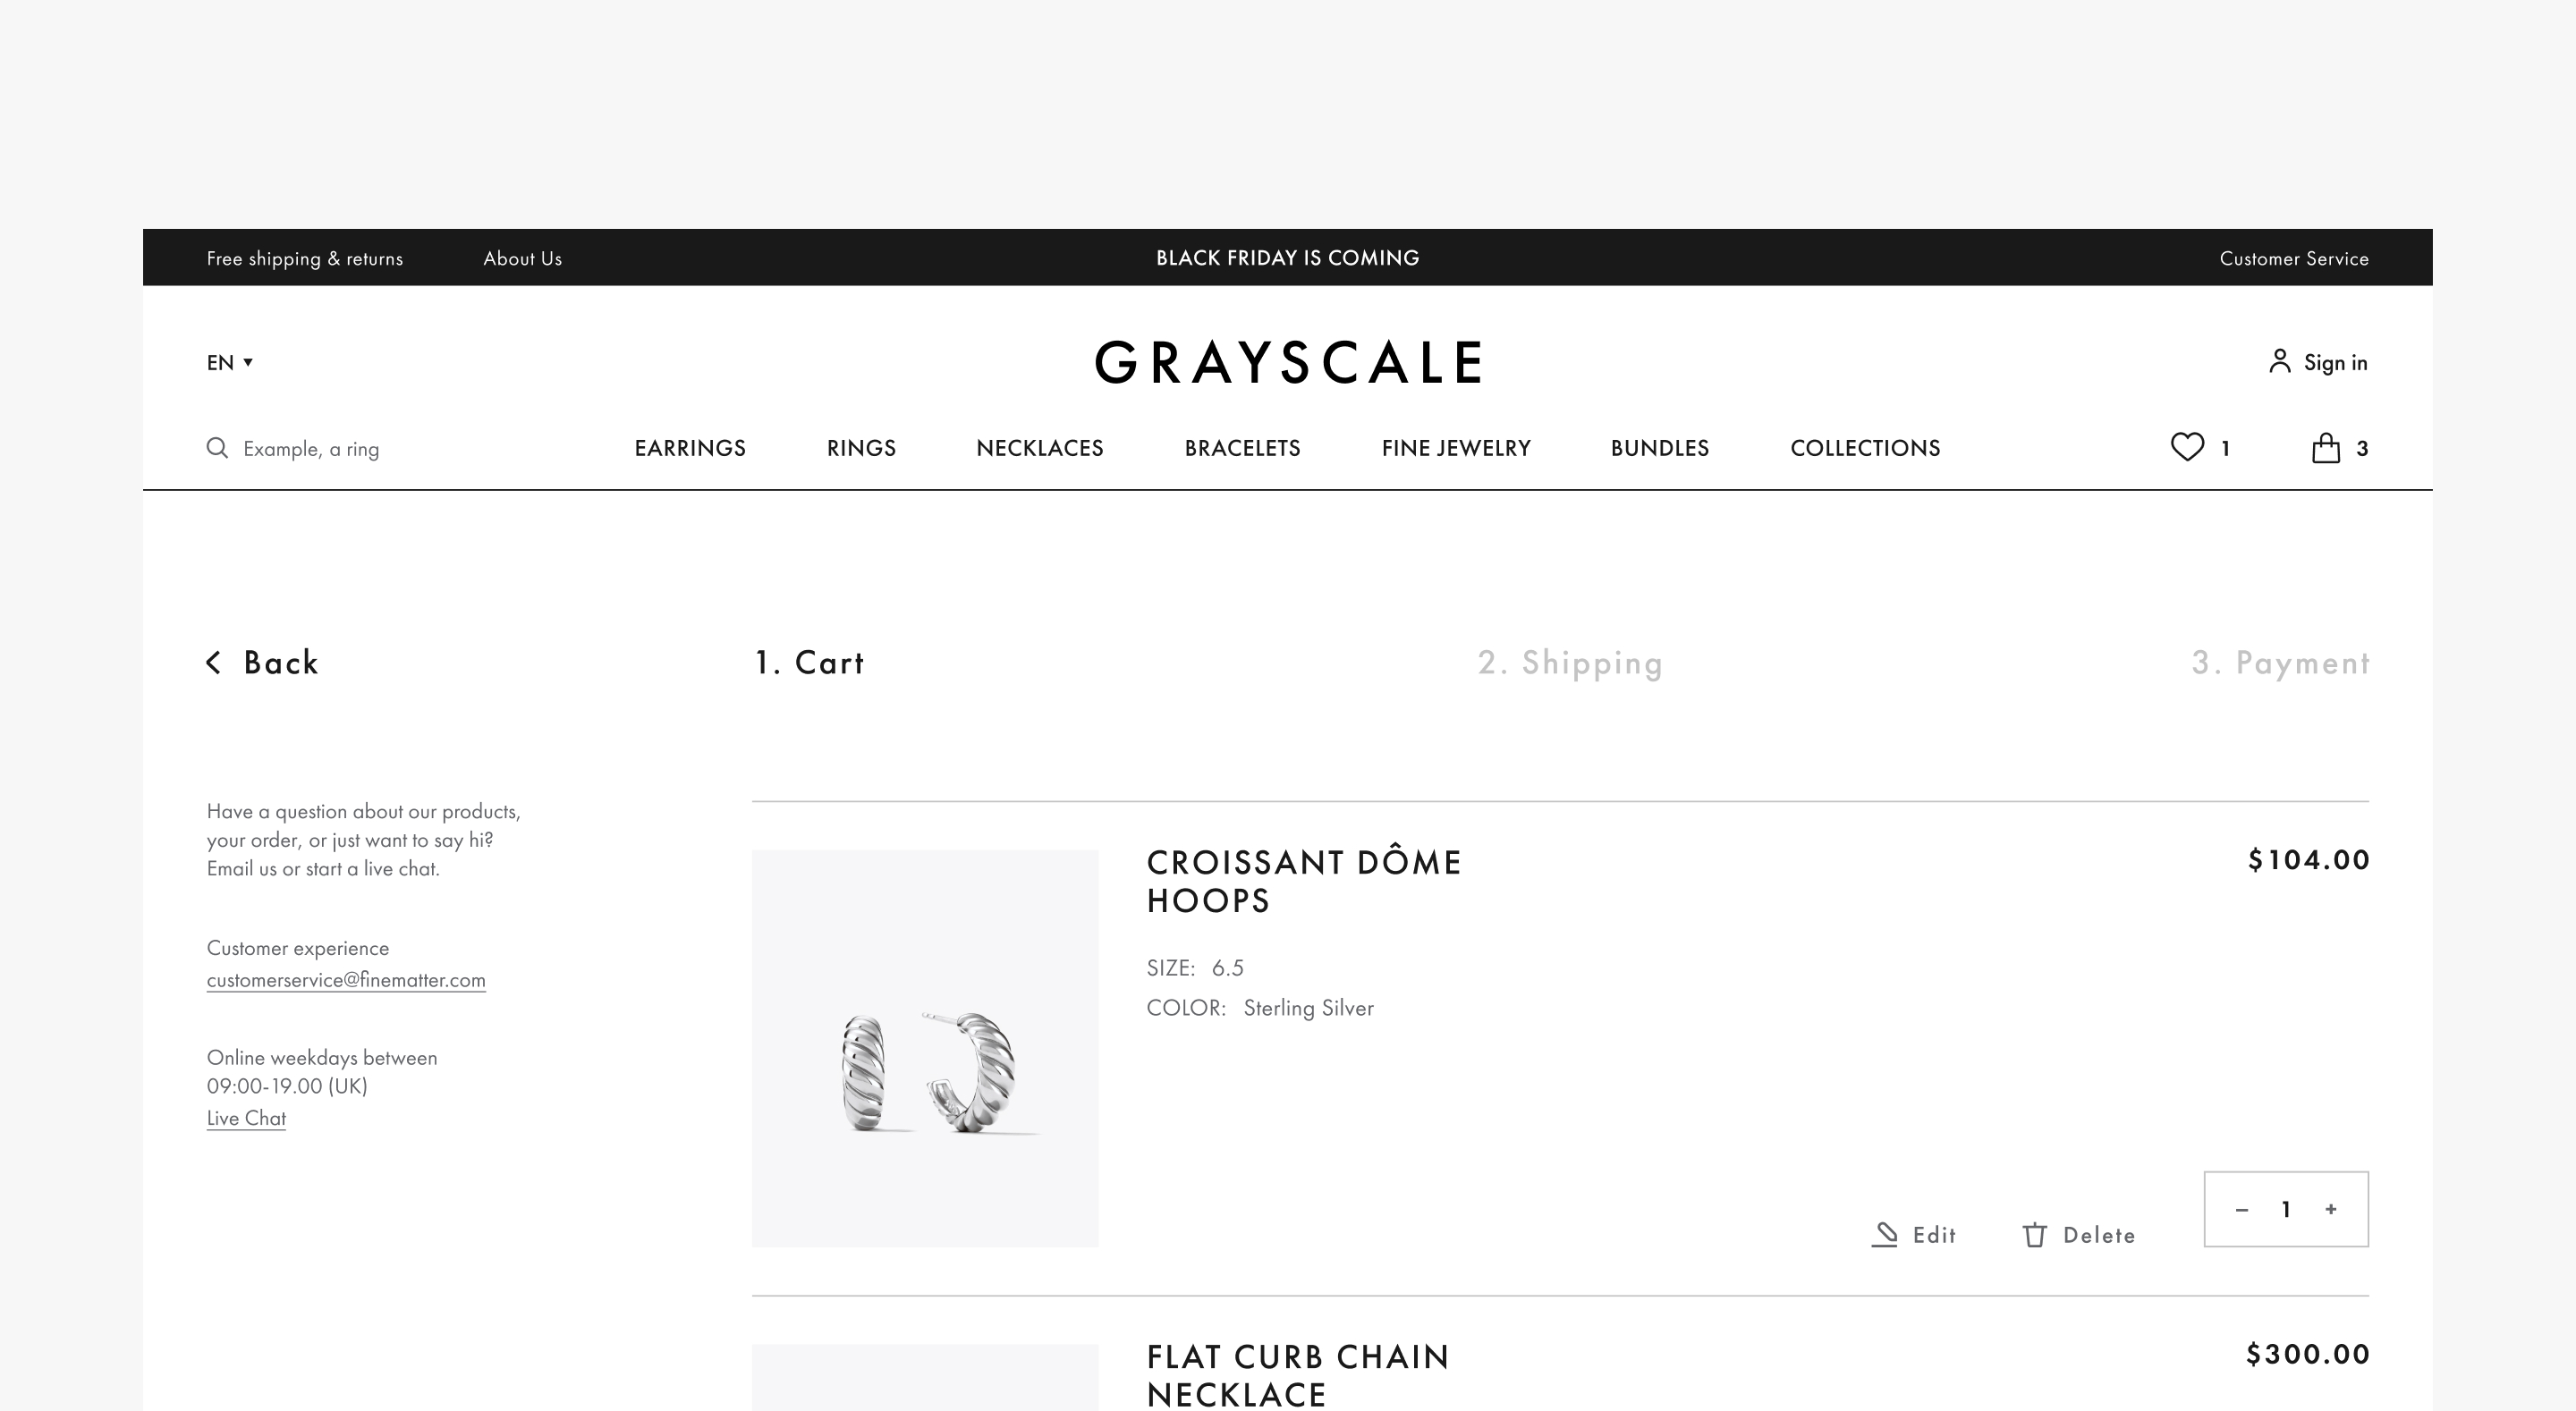 Free shipping & returns
About Us
BLACK FRIDAY IS COMING
Customer Service
EN
GRAYSCALE
Sign in
Example, a ring
EARRINGS
RINGS
NECKLACES
BRACELETS
FINE JEWELRY
BUNDLES
COLLECTIONS
1
3
Back
1. Cart
2. Shipping
3. Payment
Have a question about our products,
your order, or just want to say hi?
Email us or start a live chat.
Customer experience
customerservice@finematter.com
Online weekdays between
09:00-19.00 (UK)
Live Chat
CROISSANT DÔME
HOOPS
$104.00
SIZE: 6.5
COLOR: Sterling Silver
Edit
Delete
– 1 +
FLAT CURB CHAIN
NECKLACE
$300.00